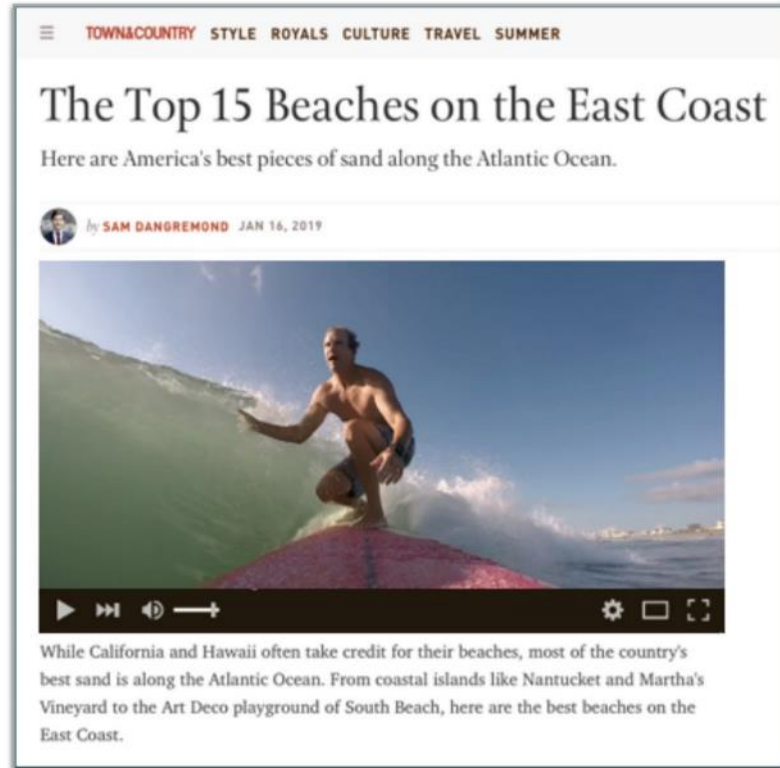 TOWN&COUNTRY STYLE ROYALS CULTURE TRAVEL SUMMER
The Top 15 Beaches on the East Coast
Here are America's best pieces of sand along the Atlantic Ocean.
by SAM DANGREMOND JAN 16, 2019
While California and Hawaii often take credit for their beaches, most of the country's
best sand is along the Atlantic Ocean. From coastal islands like Nantucket and Martha's
Vineyard to the Art Deco playground of South Beach, here are the best beaches on the
East Coast.